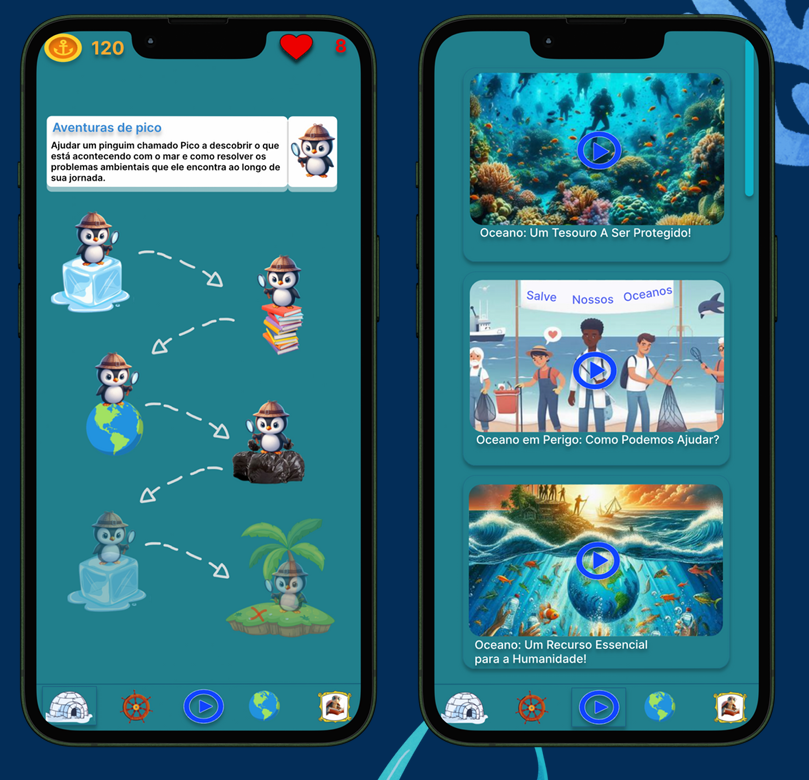 120
8
Aventuras de pico
Ajudar um pinguim chamado Pico a descobrir o que
está acontecendo com o mar e como resolver os
problemas ambientais que ele encontra ao longo de
sua jornada.
Oceano: Um Tesouro A Ser Protegido!
Salve Nossos Oceanos
Oceano em Perigo: Como Podemos Ajudar?
Oceano: Um Recurso Essencial
para a Humanidade!